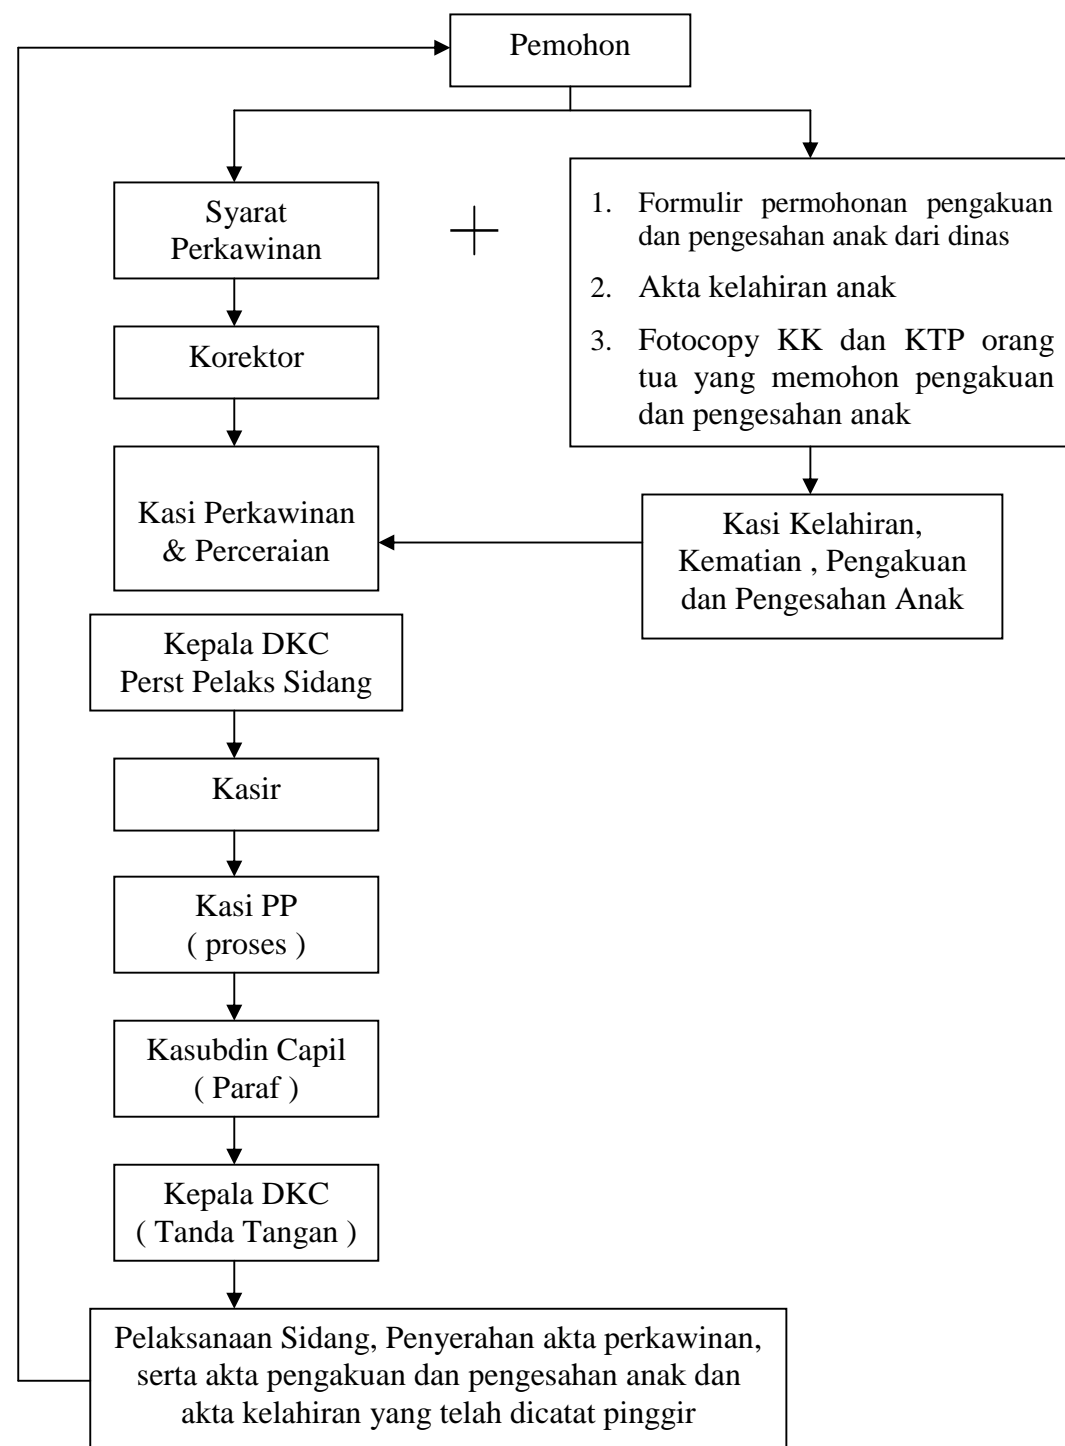 Pemohon
Syarat
Perkawinan
+
1. Formulir permohonan pengakuan
dan pengesahan anak dari dinas
2. Akta kelahiran anak
3. Fotocopy KK dan KTP orang
tua yang memohon pengakuan
dan pengesahan anak
Korektor
Kasi Perkawinan
& Perceraian
Kasi Kelahiran,
Kematian , Pengakuan
dan Pengesahan Anak
Kepala DKC
Perst Pelaks Sidang
Kasir
Kasi PP
( proses )
Kasubdin Capil
( Paraf )
Kepala DKC
( Tanda Tangan )
Pelaksanaan Sidang, Penyerahan akta perkawinan,
serta akta pengakuan dan pengesahan anak dan
akta kelahiran yang telah dicatat pinggir